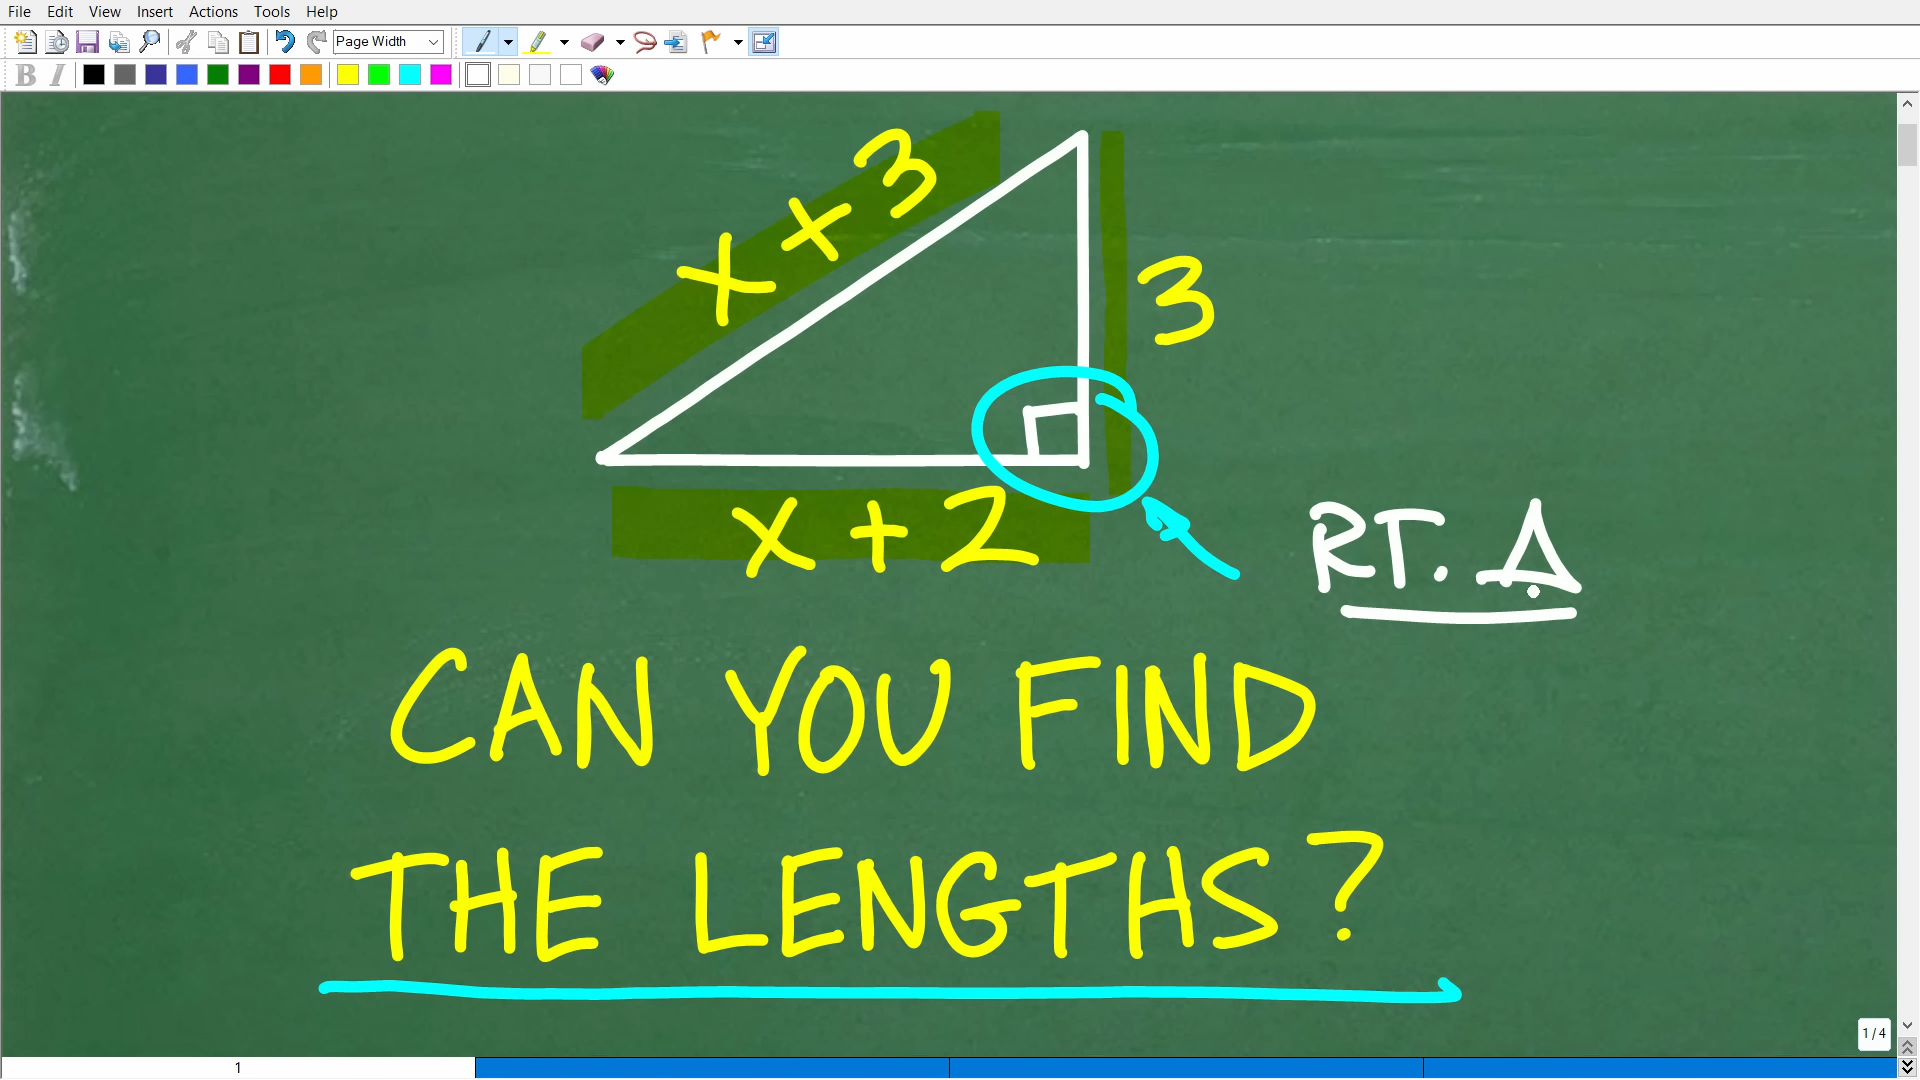 File Edit View Insert Actions Tools Help
Page Width
B I
x + 3
3
x + 2
RT. Δ
CAN YOU FIND
THE LENGTHS?
1 / 4
1